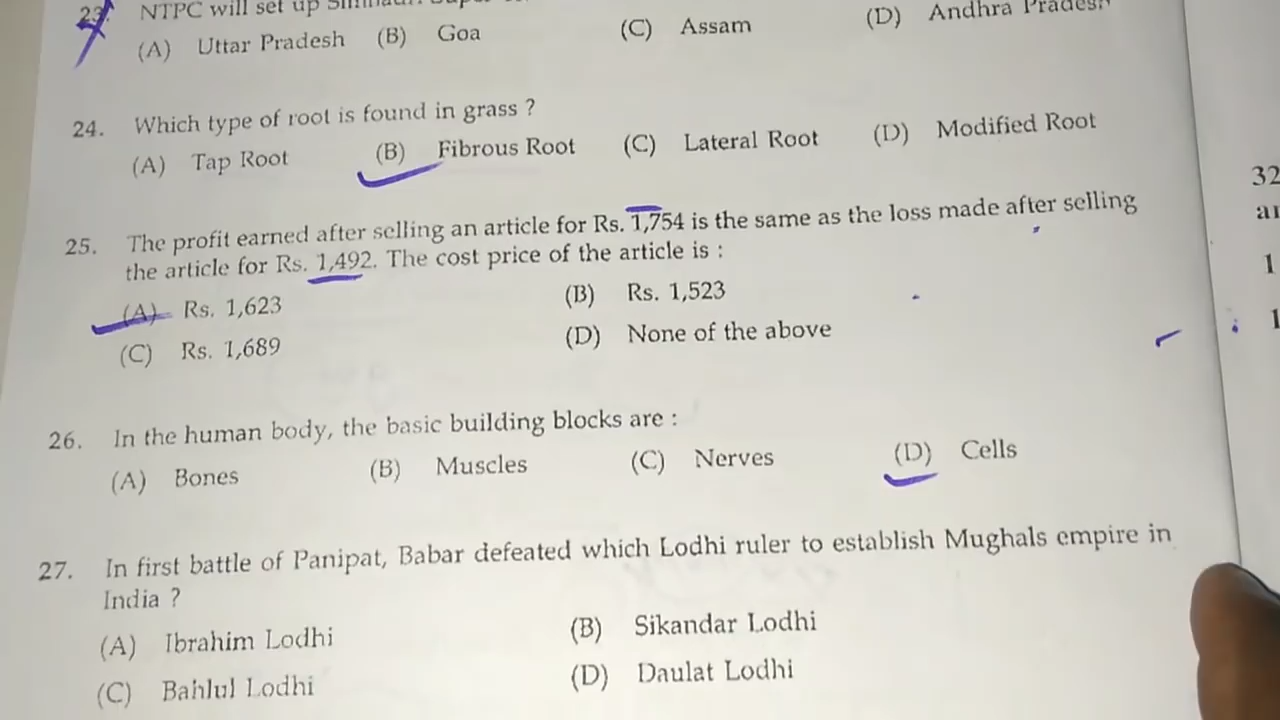 23. NTPC will set up
(A) Uttar Pradesh (B) Goa (C) Assam (D) Andhra Pradesh
24. Which type of root is found in grass ?
(A) Tap Root (B) Fibrous Root (C) Lateral Root (D) Modified Root
25. The profit earned after selling an article for Rs. 1,754 is the same as the loss made after selling
the article for Rs. 1,492. The cost price of the article is :
(A) Rs. 1,623 (B) Rs. 1,523
(C) Rs. 1,689 (D) None of the above
26. In the human body, the basic building blocks are :
(A) Bones (B) Muscles (C) Nerves (D) Cells
27. In first battle of Panipat, Babar defeated which Lodhi ruler to establish Mughals empire in
India ?
(A) Ibrahim Lodhi (B) Sikandar Lodhi
(C) Bahlul Lodhi (D) Daulat Lodhi
32